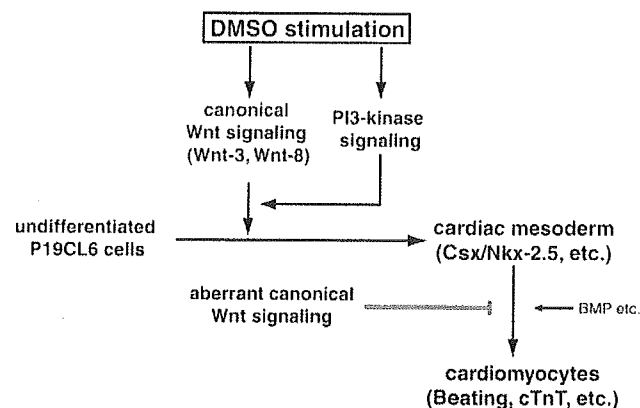 DMSO stimulation
canonical
Wnt signaling
(Wnt-3, Wnt-8)
PI3-kinase
signaling
undifferentiated
P19CL6 cells
cardiac mesoderm
(Csx/Nkx-2.5, etc.)
aberrant canonical
Wnt signaling
BMP etc.
cardiomyocytes
(Beating, cTnT, etc.)